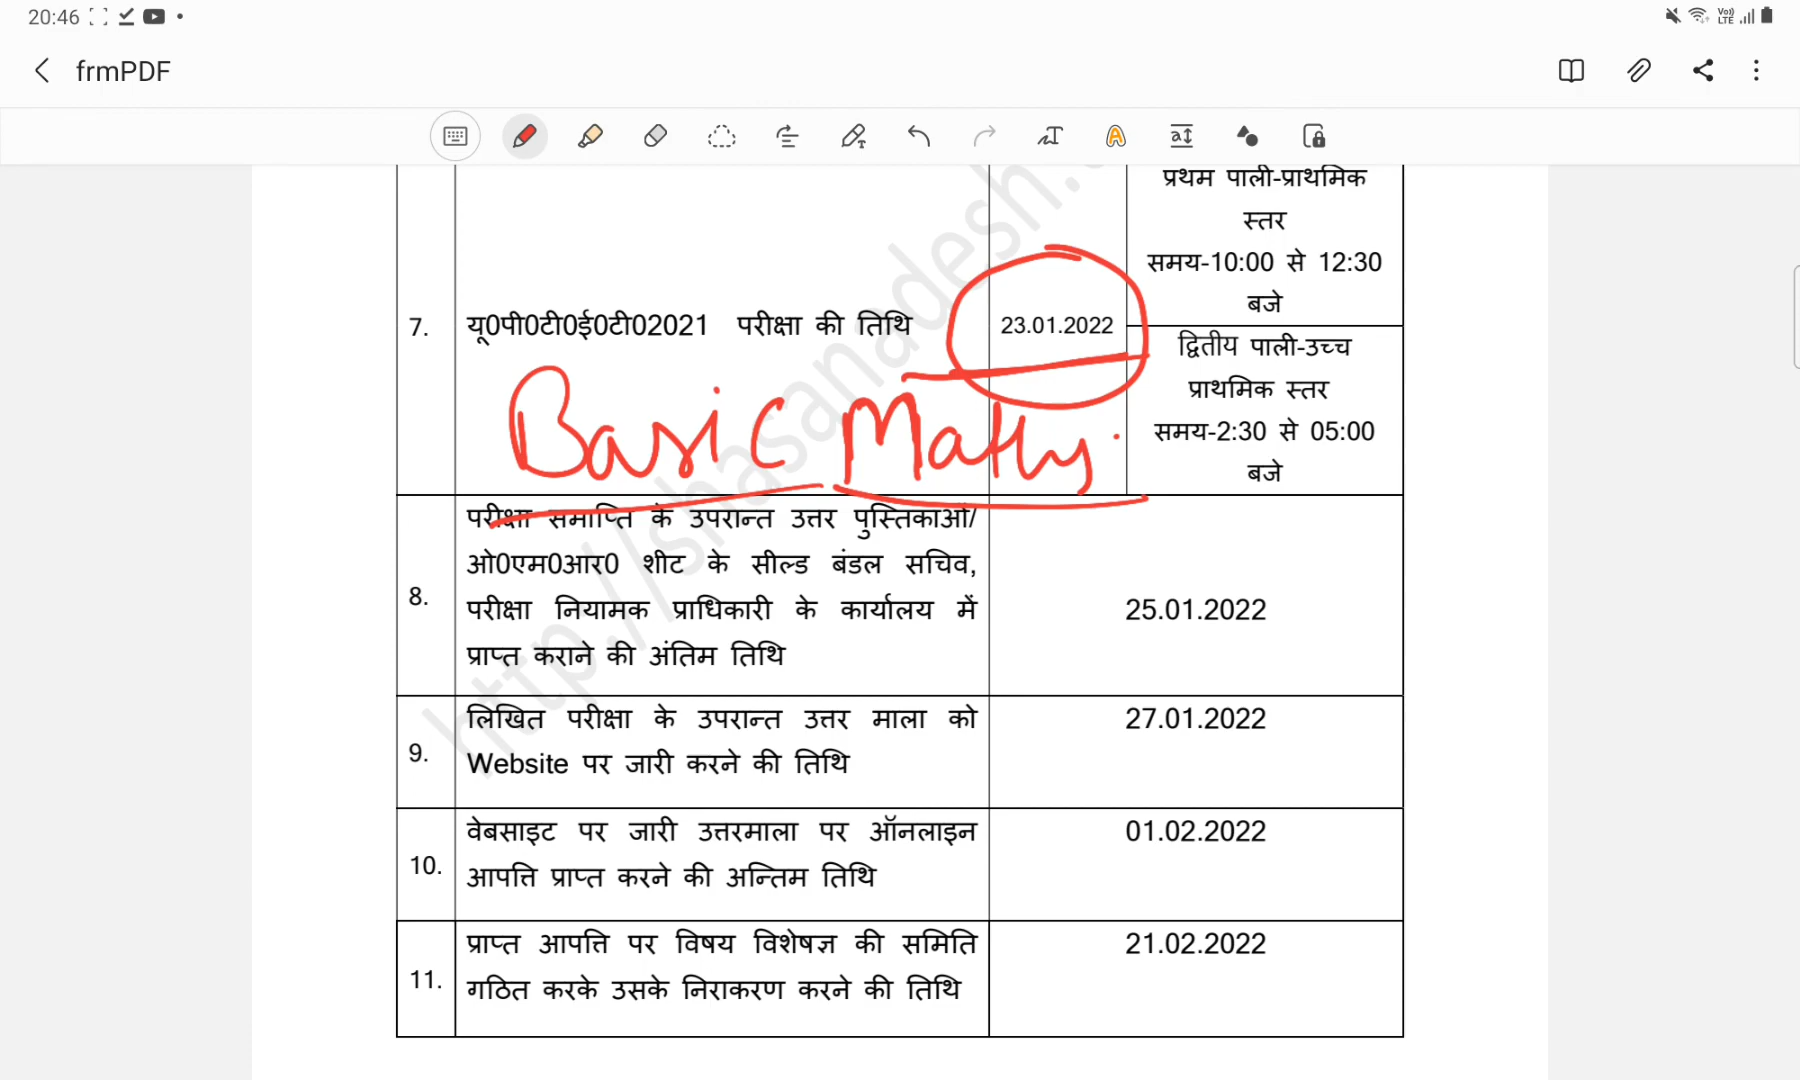 20:46
frmPDF
प्रथम पाली-प्राथमिक
स्तर
समय-10:00 से 12:30
बजे
7. यू0पी0टी0ई0टी02021 परीक्षा की तिथि 23.01.2022
द्वितीय पाली-उच्च
प्राथमिक स्तर
समय-2:30 से 05:00
बजे
Basic Maths
8. परीक्षा समाप्ति के उपरान्त उत्तर पुस्तिकाओं/
ओ0एम0आर0 शीट के सील्ड बंडल सचिव,
परीक्षा नियामक प्राधिकारी के कार्यालय में
प्राप्त कराने की अंतिम तिथि
25.01.2022
9. लिखित परीक्षा के उपरान्त उत्तर माला को
Website पर जारी करने की तिथि
27.01.2022
10. वेबसाइट पर जारी उत्तरमाला पर ऑनलाइन
आपत्ति प्राप्त करने की अन्तिम तिथि
01.02.2022
11. प्राप्त आपत्ति पर विषय विशेषज्ञ की समिति
गठित करके उसके निराकरण करने की तिथि
21.02.2022
http://shasanadesh.